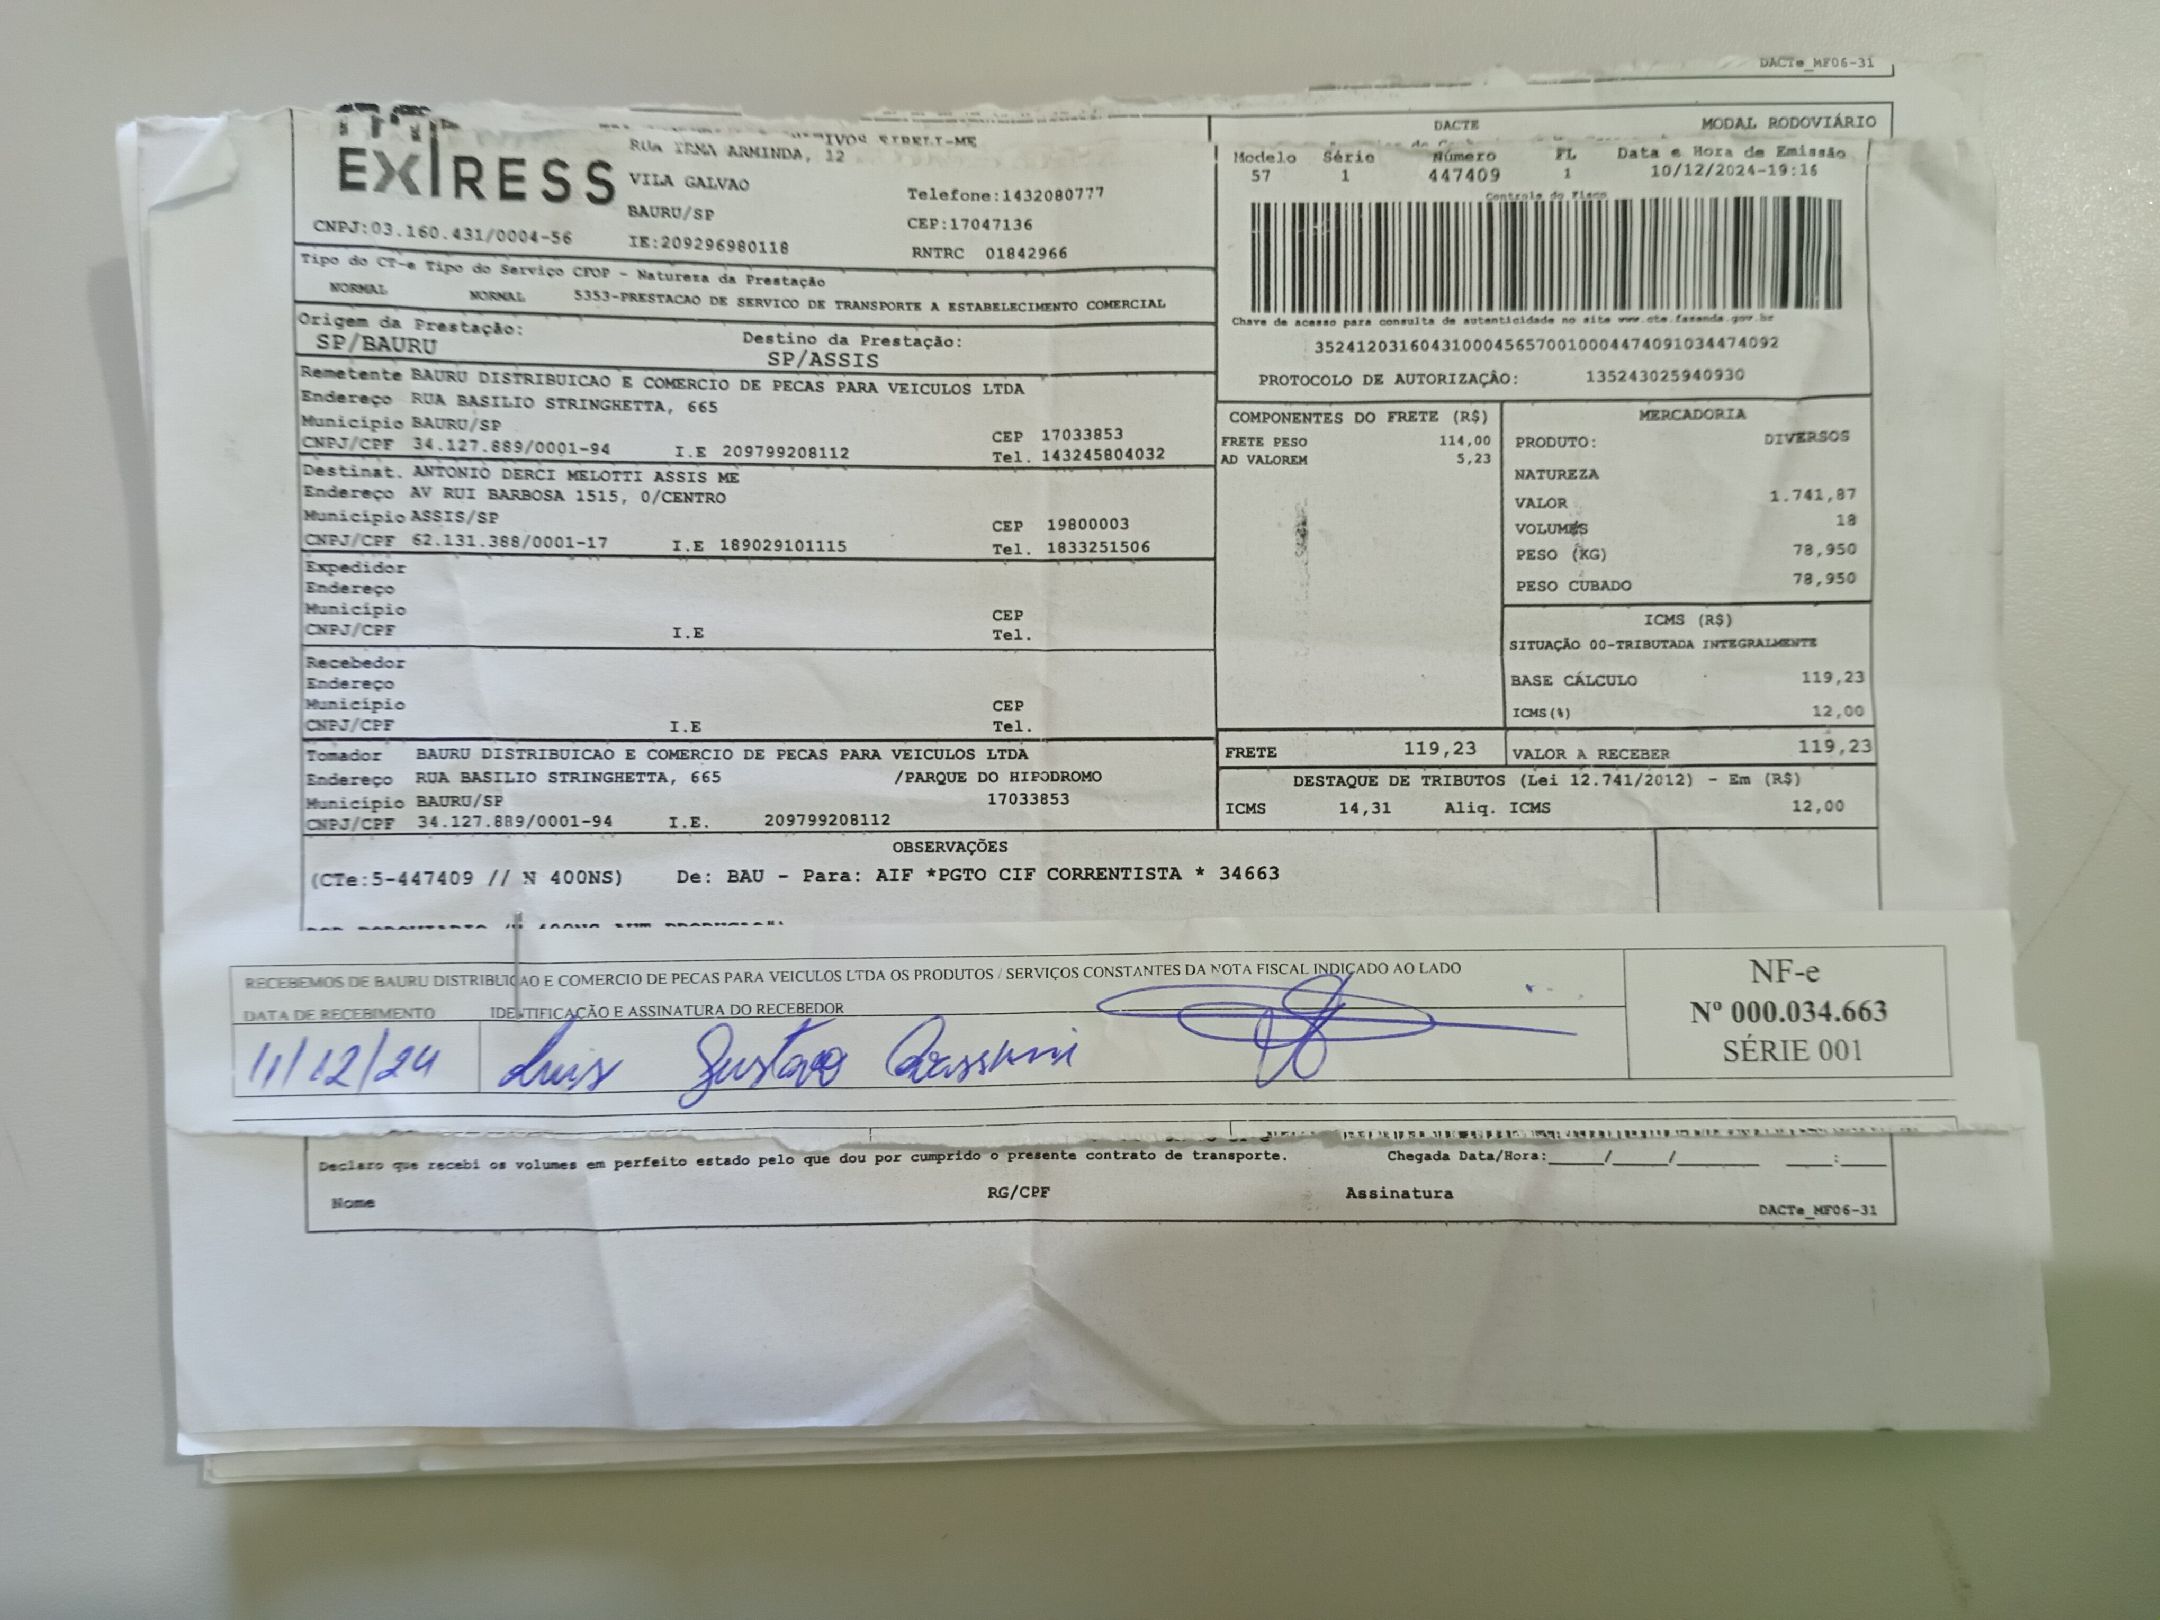 DACTe_MF06-31
EXPRESS
RUA IRMA ARMINDA, 12
VILA GALVAO
BAURU/SP
IE:209296980118
CNPJ:03.160.431/0004-56
Telefone:1432080777
CEP:17047136
RNTRC 01842966
DACTE MODAL RODOVIÁRIO
Modelo Série Número FL Data e Hora de Emissão
57 1 447409 1 10/12/2024-19:16
Controle do Fisco
Chave de acesso para consulta de autenticidade no site www.cte.fazenda.gov.br
35241203160431000456570010004474091034474092
PROTOCOLO DE AUTORIZAÇÂO: 135243025940930
Tipo do CT-e Tipo do Serviço CFOP - Natureza da Prestação
NORMAL NORMAL 5353-PRESTACAO DE SERVICO DE TRANSPORTE A ESTABELECIMENTO COMERCIAL
Origem da Prestação: Destino da Prestação:
SP/BAURU SP/ASSIS
Remetente BAURU DISTRIBUICAO E COMERCIO DE PECAS PARA VEICULOS LTDA
Endereço RUA BASILIO STRINGHETTA, 665
Município BAURU/SP CEP 17033853
CNPJ/CPF 34.127.889/0001-94 I.E 209799208112 Tel. 143245804032
Destinat. ANTONIO DERCI MELOTTI ASSIS ME
Endereço AV RUI BARBOSA 1515, 0/CENTRO
Município ASSIS/SP CEP 19800003
CNPJ/CPF 62.131.388/0001-17 I.E 189029101115 Tel. 1833251506
Expedidor
Endereço
Município CEP
CNPJ/CPF I.E Tel.
Recebedor
Endereço
Município CEP
CNPJ/CPF I.E Tel.
Tomador BAURU DISTRIBUICAO E COMERCIO DE PECAS PARA VEICULOS LTDA
Endereço RUA BASILIO STRINGHETTA, 665 /PARQUE DO HIPODROMO
Município BAURU/SP 17033853
CNPJ/CPF 34.127.889/0001-94 I.E. 209799208112
COMPONENTES DO FRETE (R$)
FRETE PESO 114,00
AD VALOREM 5,23
MERCADORIA
PRODUTO: DIVERSOS
NATUREZA
VALOR 1.741,87
VOLUMES 18
PESO (KG) 78,950
PESO CUBADO 78,950
ICMS (R$)
SITUAÇÃO 00-TRIBUTADA INTEGRALMENTE
BASE CÁLCULO 119,23
ICMS(%) 12,00
FRETE 119,23 VALOR A RECEBER 119,23
DESTAQUE DE TRIBUTOS (Lei 12.741/2012) - Em (R$)
ICMS 14,31 Aliq. ICMS 12,00
OBSERVAÇÕES
(CTe:5-447409 // N 400NS) De: BAU - Para: AIF *PGTO CIF CORRENTISTA * 34663
RECEBEMOS DE BAURU DISTRIBUIÇAO E COMERCIO DE PECAS PARA VEICULOS LTDA OS PRODUTOS / SERVIÇOS CONSTANTES DA NOTA FISCAL INDICADO AO LADO
DATA DE RECEBIMENTO IDENTIFICAÇÃO E ASSINATURA DO RECEBEDOR
11/12/24 Luis Gustavo
NF-e
Nº 000.034.663
SÉRIE 001
Declaro que recebi os volumes em perfeito estado pelo que dou por cumprido o presente contrato de transporte. Chegada Data/Hora:____/____/______ ____:____
Nome RG/CPF Assinatura
DACTe_MF06-31